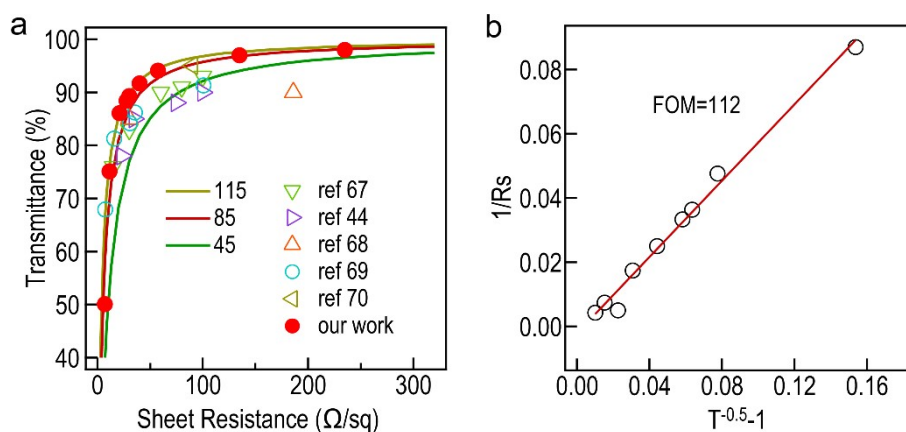 a
100
90
80
70
60
50
40
Transmittance (%)
115
85
45
ref 67
ref 44
ref 68
ref 69
ref 70
our work
0
100
200
300
Sheet Resistance (Ω/sq)
b
FOM=112
0.08
0.06
0.04
0.02
0.00
1/Rs
0.00
0.04
0.08
0.12
0.16
T-0.5-1